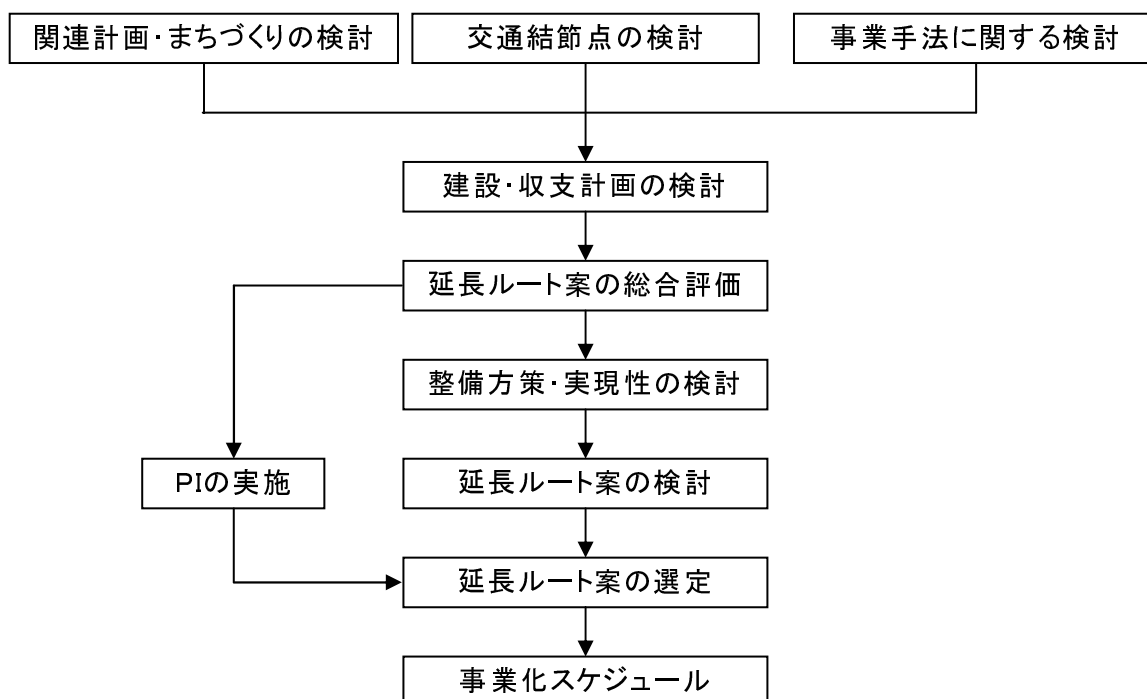 関連計画・まちづくりの検討
交通結節点の検討
事業手法に関する検討
建設・収支計画の検討
延長ルート案の総合評価
整備方策・実現性の検討
PIの実施
延長ルート案の検討
延長ルート案の選定
事業化スケジュール